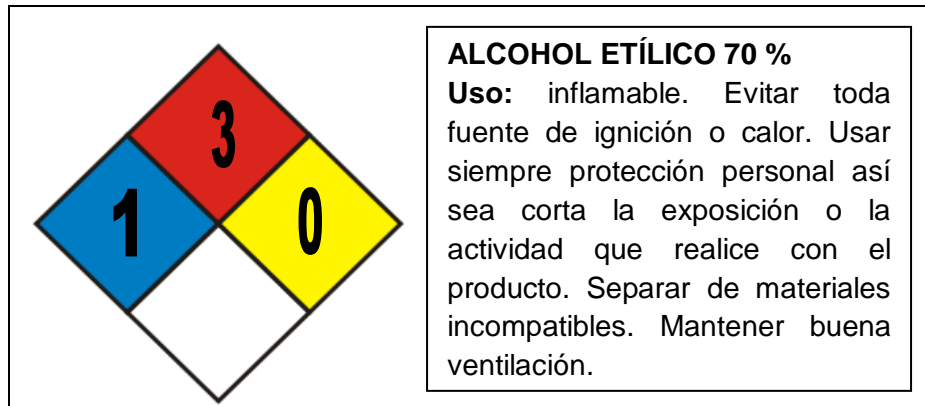 3
1
0
ALCOHOL ETÍLICO 70 %
Uso: inflamable. Evitar toda
fuente de ignición o calor. Usar
siempre protección personal así
sea corta la exposición o la
actividad que realice con el
producto. Separar de materiales
incompatibles. Mantener buena
ventilación.